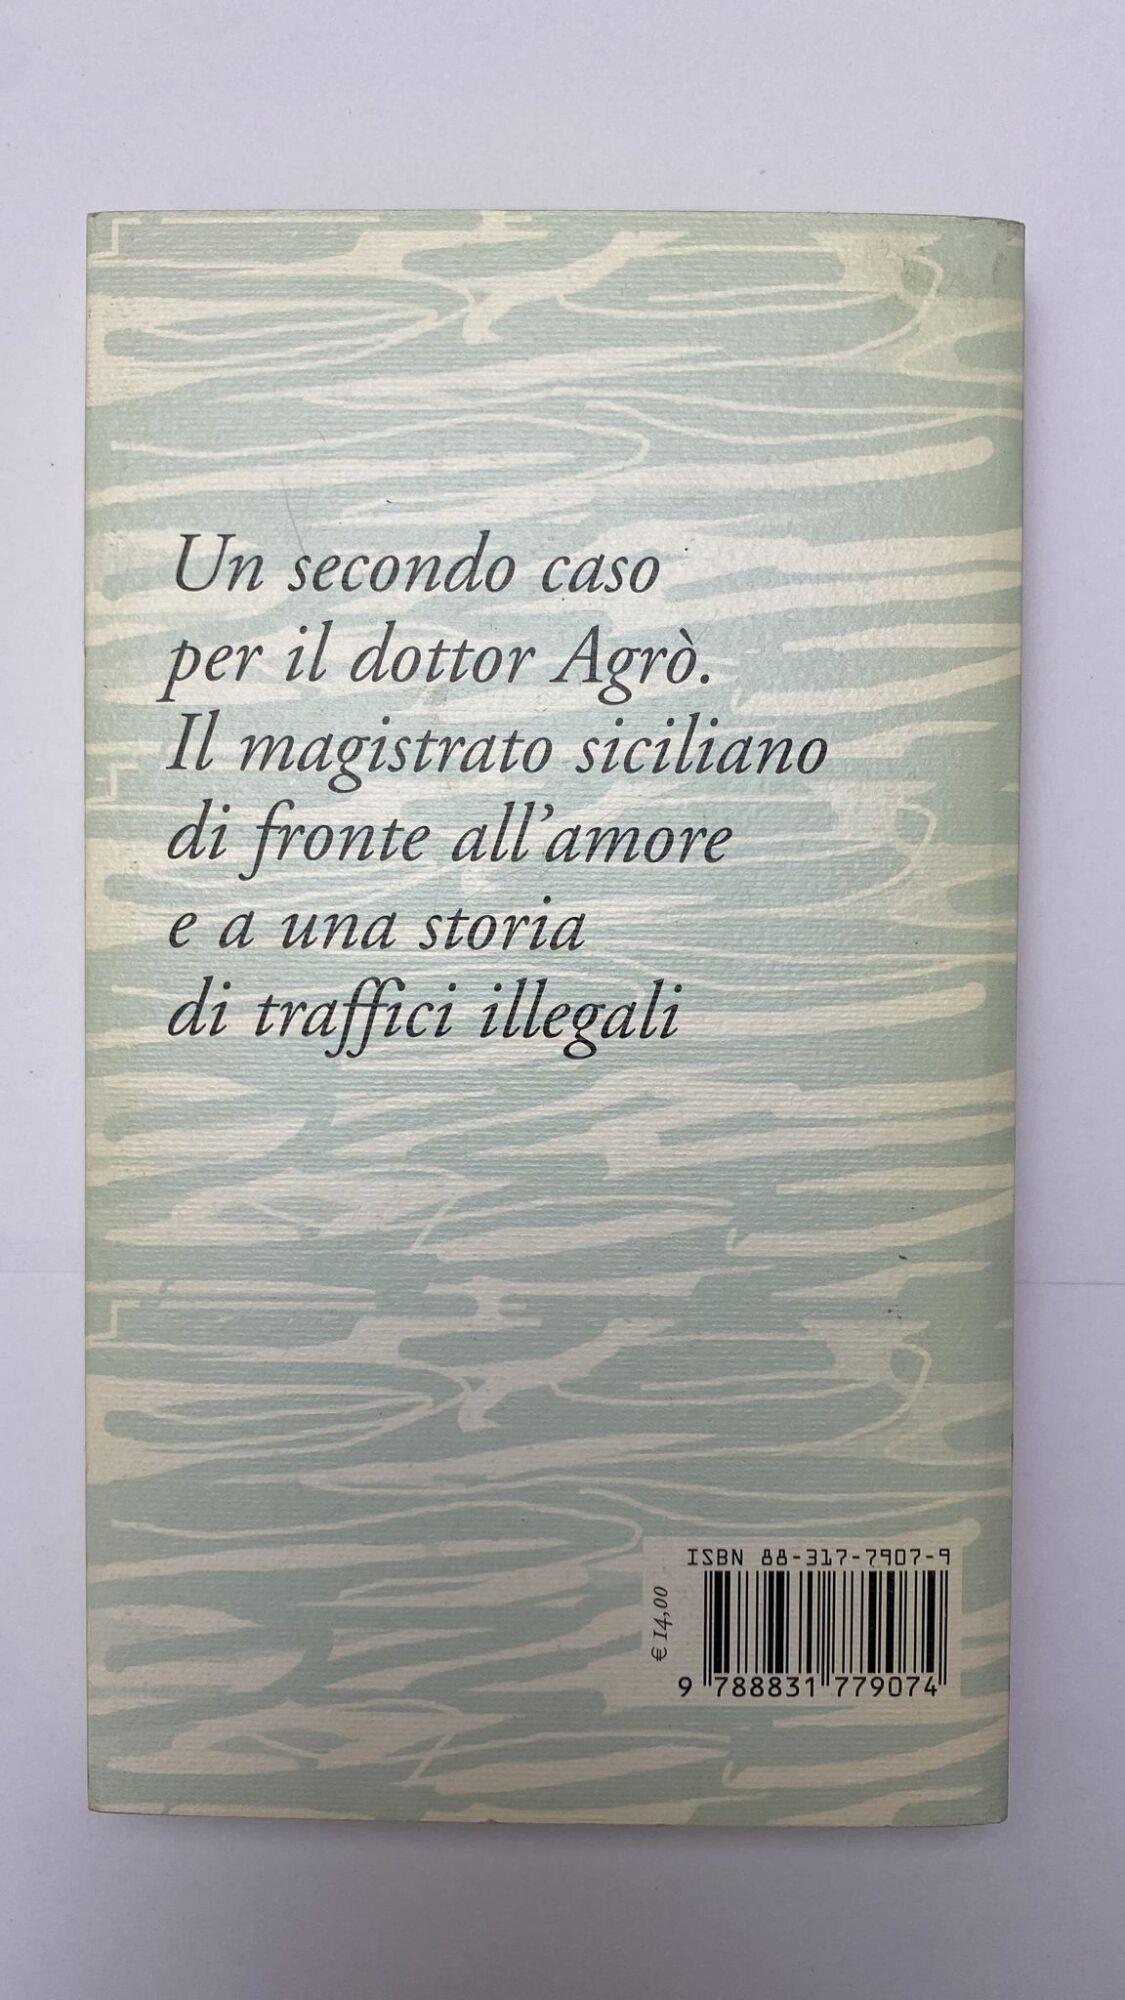 Un secondo caso
per il dottor Agrò.
Il magistrato siciliano
di fronte all'amore
e a una storia
di traffici illegali
ISBN 88-317-7907-9
€ 14,00
9 788831 779074